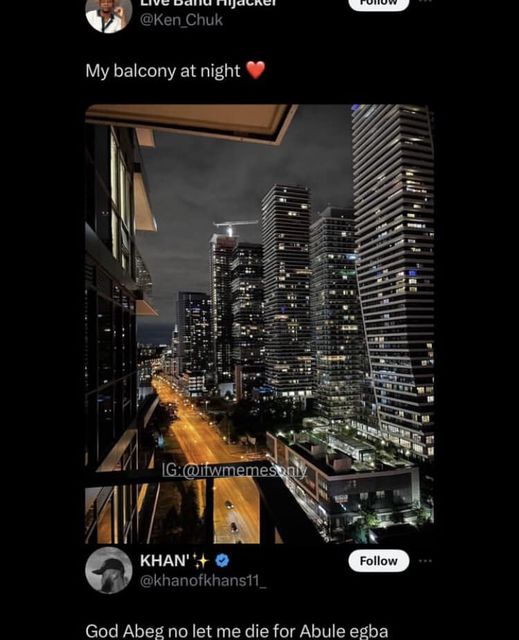 Live Band Hijacker
Follow
@Ken_Chuk
My balcony at night ❤️
IG:@ifwmemesonly
KHAN'✨
Follow
@khanofkhans11_
God Abeg no let me die for Abule egba